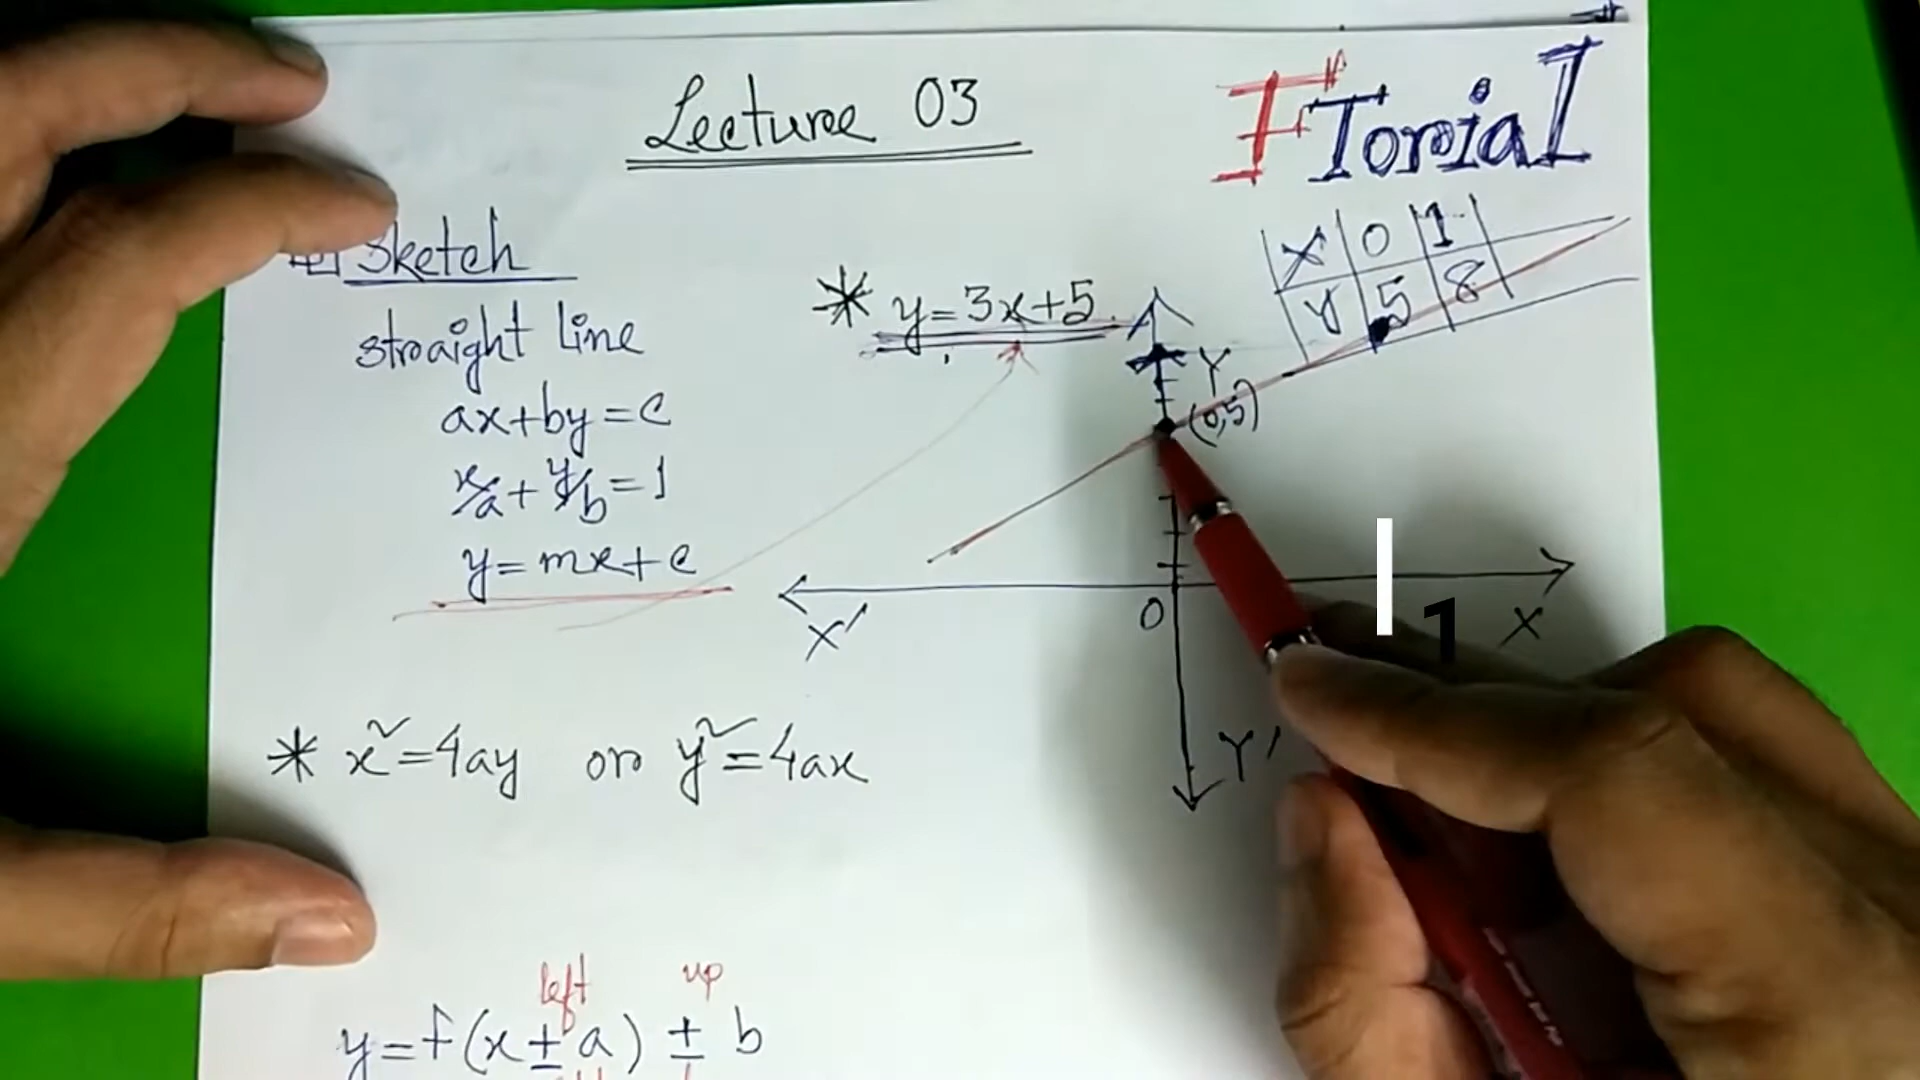 Lecture 03
FTorial
Sketch
straight line
ax+by=c
x/a+y/b=1
y=mx+c
* y=3x+5.
X 0 1
Y 5 8
Y
(0,5)
X'
O
1
X
Y'
* x²=4ay or y²=4ax
left up
y=f(x±a) ± b